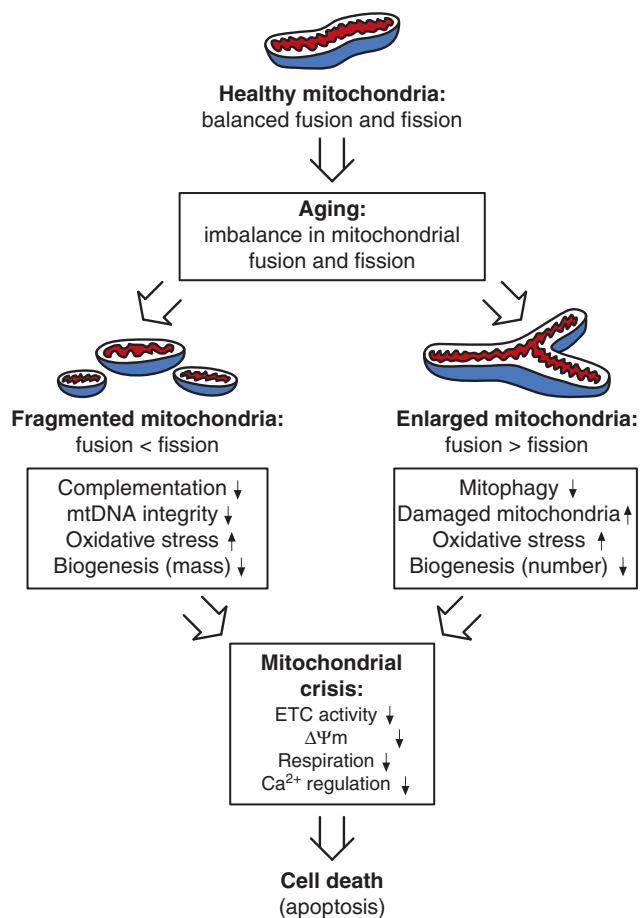 Healthy mitochondria:
balanced fusion and fission
Aging:
imbalance in mitochondrial
fusion and fission
Fragmented mitochondria:
fusion < fission
Complementation ↓
mtDNA integrity ↓
Oxidative stress ↑
Biogenesis (mass) ↓
Enlarged mitochondria:
fusion > fission
Mitophagy ↓
Damaged mitochondria ↑
Oxidative stress ↑
Biogenesis (number) ↓
Mitochondrial
crisis:
ETC activity ↓
ΔΨm ↓
Respiration ↓
Ca²⁺ regulation ↓
Cell death
(apoptosis)